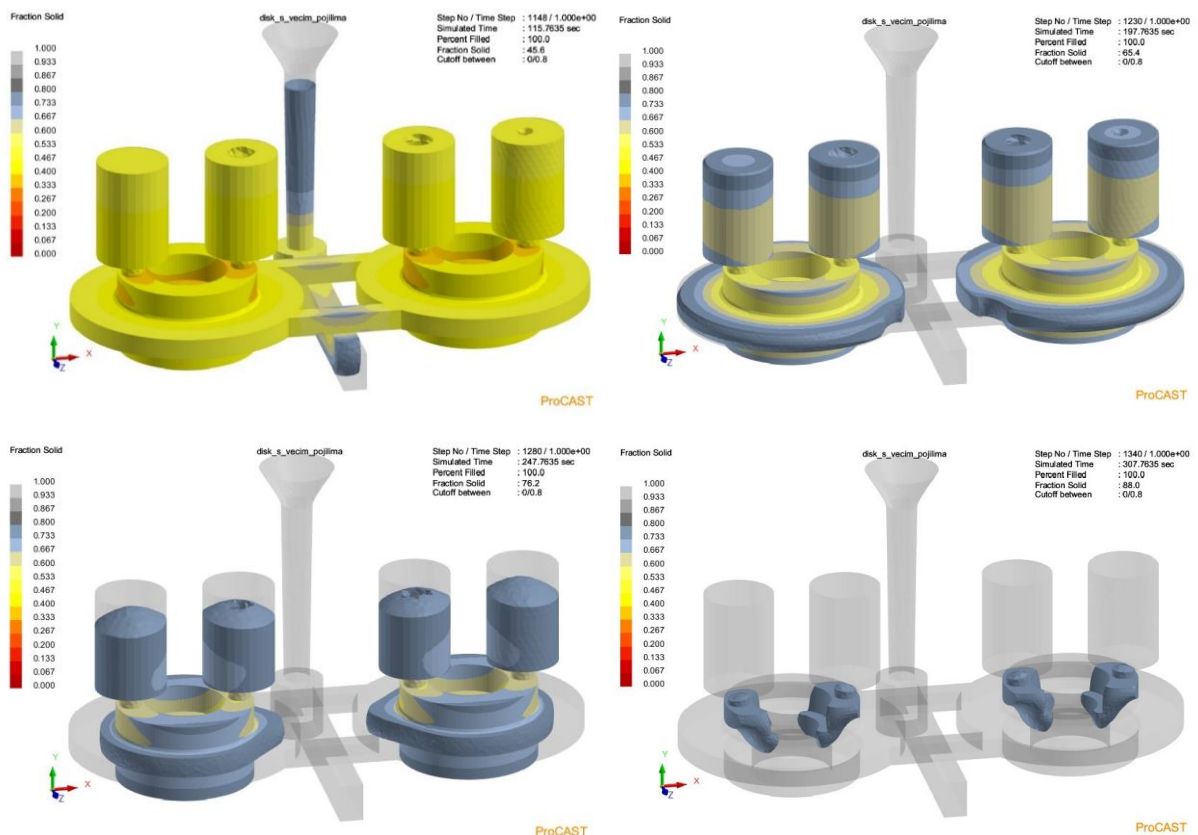 Fraction Solid
disk_s_vecim_pojilima
Step No / Time Step : 1148 / 1.000e+00
Simulated Time : 115.7635 sec
Percent Filled : 100.0
Fraction Solid : 45.6
Cutoff between : 0/0.8
1.000
0.933
0.867
0.800
0.733
0.667
0.600
0.533
0.467
0.400
0.333
0.267
0.200
0.133
0.067
0.000
Y
X
Z
ProCAST
Fraction Solid
disk_s_vecim_pojilima
Step No / Time Step : 1230 / 1.000e+00
Simulated Time : 197.7635 sec
Percent Filled : 100.0
Fraction Solid : 65.4
Cutoff between : 0/0.8
1.000
0.933
0.867
0.800
0.733
0.667
0.600
0.533
0.467
0.400
0.333
0.267
0.200
0.133
0.067
0.000
Y
X
Z
ProCAST
Fraction Solid
disk_s_vecim_pojilima
Step No / Time Step : 1280 / 1.000e+00
Simulated Time : 247.7635 sec
Percent Filled : 100.0
Fraction Solid : 76.2
Cutoff between : 0/0.8
1.000
0.933
0.867
0.800
0.733
0.667
0.600
0.533
0.467
0.400
0.333
0.267
0.200
0.133
0.067
0.000
Y
X
Z
ProCAST
Fraction Solid
disk_s_vecim_pojilima
Step No / Time Step : 1340 / 1.000e+00
Simulated Time : 307.7635 sec
Percent Filled : 100.0
Fraction Solid : 88.0
Cutoff between : 0/0.8
1.000
0.933
0.867
0.800
0.733
0.667
0.600
0.533
0.467
0.400
0.333
0.267
0.200
0.133
0.067
0.000
Y
X
Z
ProCAST